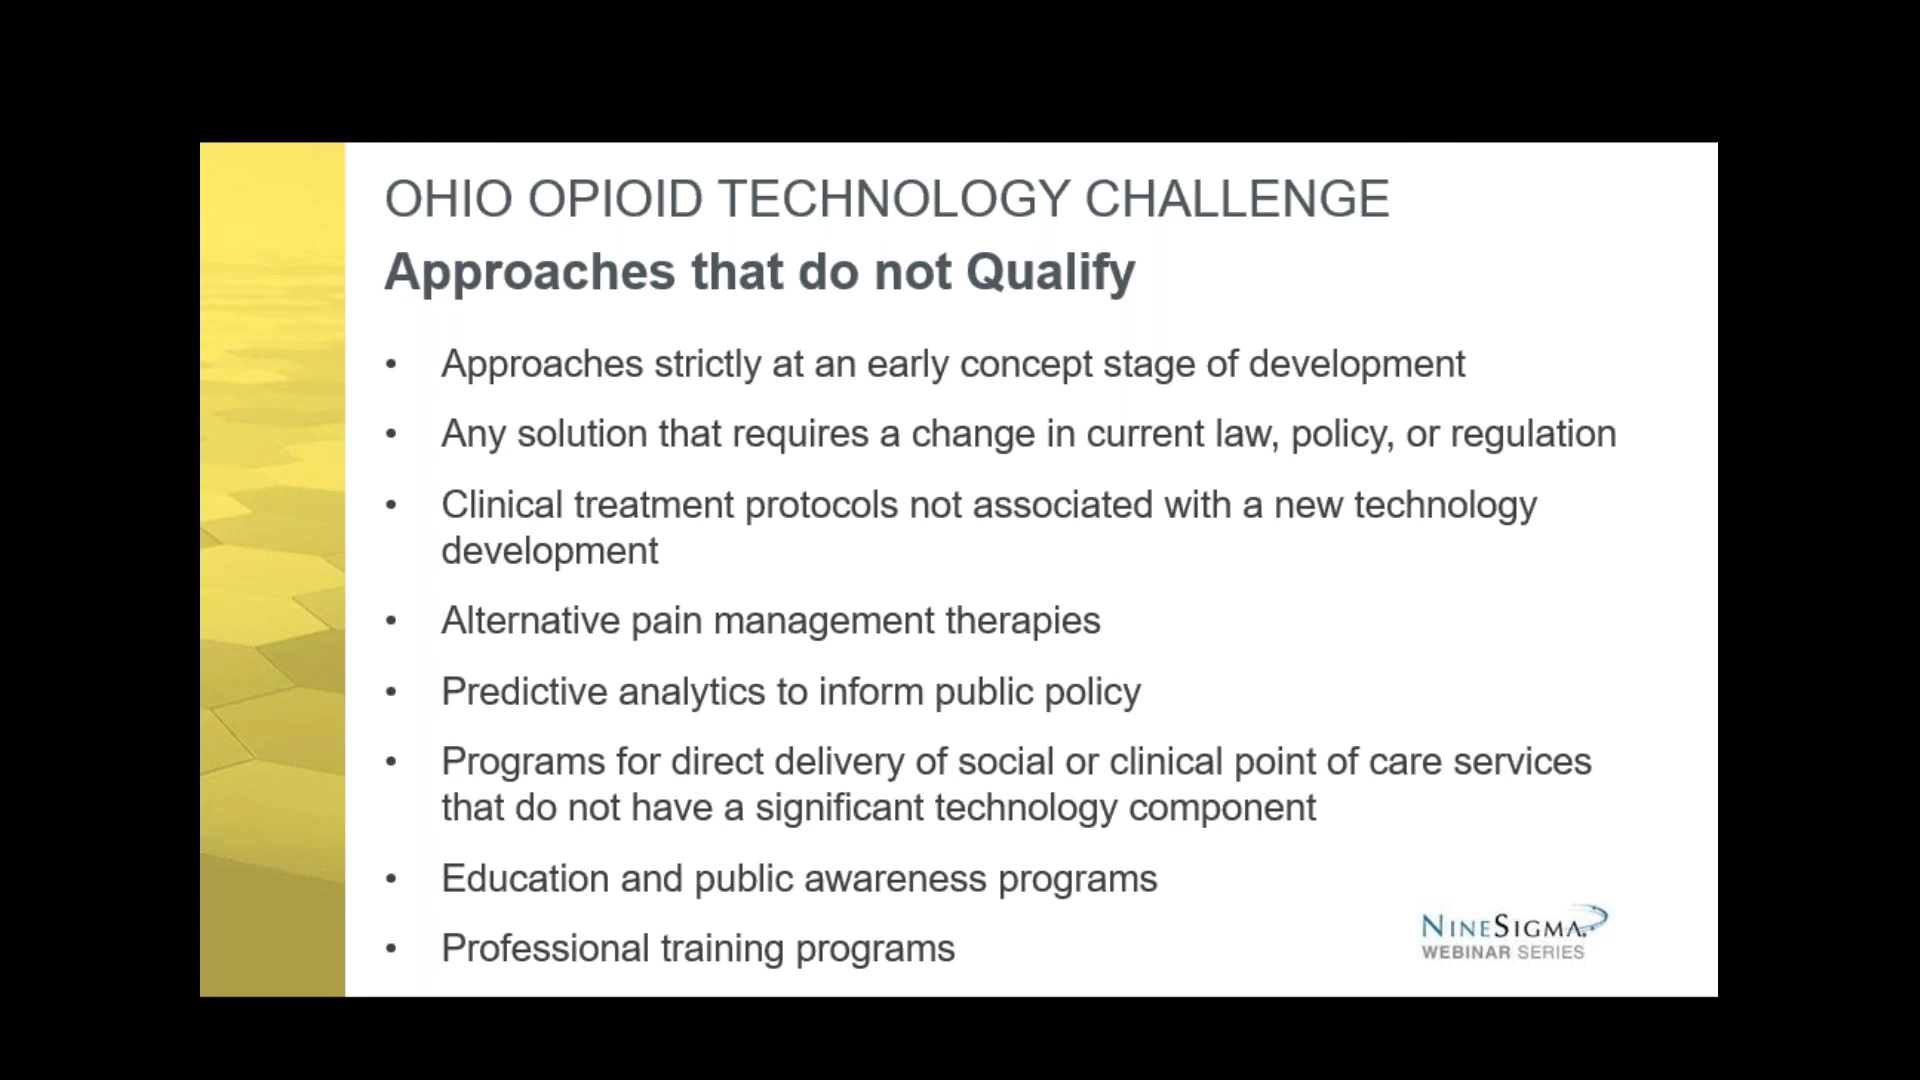 OHIO OPIOID TECHNOLOGY CHALLENGE
Approaches that do not Qualify
• Approaches strictly at an early concept stage of development
• Any solution that requires a change in current law, policy, or regulation
• Clinical treatment protocols not associated with a new technology
development
• Alternative pain management therapies
• Predictive analytics to inform public policy
• Programs for direct delivery of social or clinical point of care services
that do not have a significant technology component
• Education and public awareness programs
• Professional training programs
NINESIGMA
WEBINAR SERIES